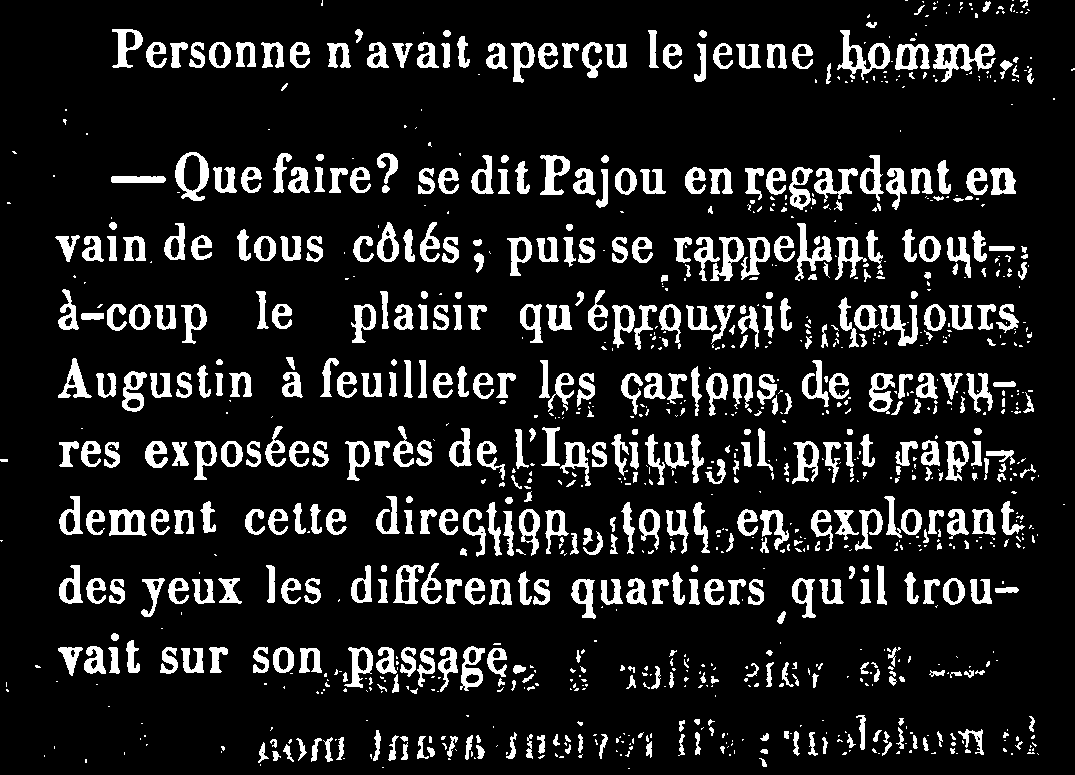 Personne n'avait aperçu le jeune homme.
— Que faire? se dit Pajou en regardant en
vain de tous côtés ; puis se rappelant tout-
à-coup le plaisir qu'éprouvait toujours
Augustin à feuilleter les cartons de gravu-
res exposées près de l'Institut, il prit rapi-
dement cette direction, tout en explorant
des yeux les différents quartiers qu'il trou-
vait sur son passage.